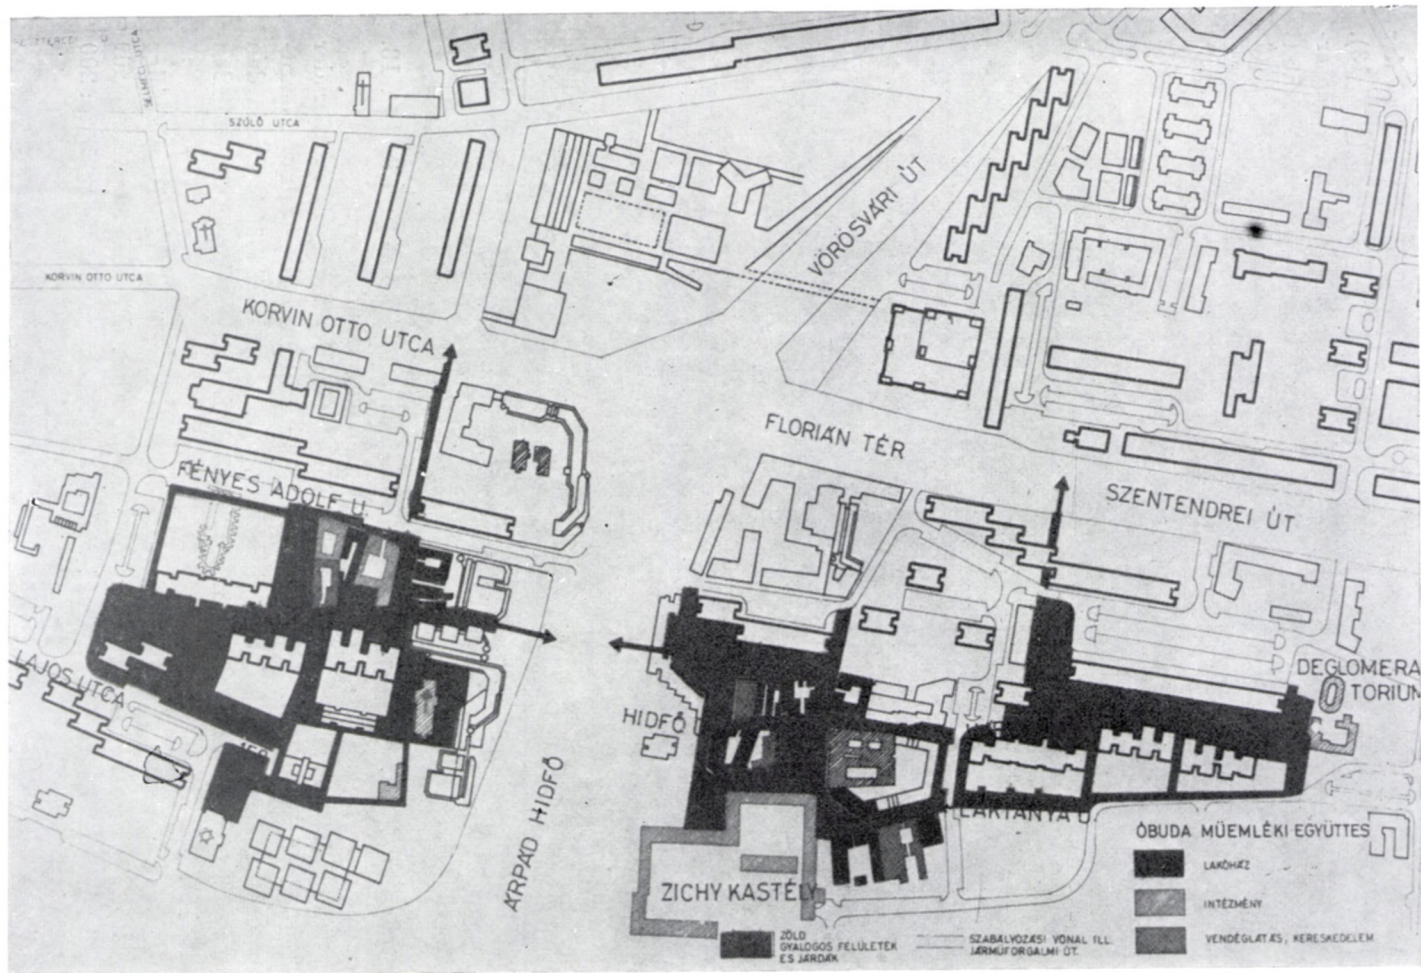 SZŐLŐ UTCA
KORVIN OTTO UTCA
KORVIN OTTO UTCA
VÖRÖSVÁRI ÚT
FLORIÁN TÉR
SZENTENDREI ÚT
FÉNYES ADOLF U.
LAJOS UTCA
HIDFŐ
ÁRPÁD HIDFŐ
DEGLOMERA
TORIUM
LAKTANYA U
ZICHY KASTÉLY
ÓBUDA MŰEMLÉKI EGYÜTTES
LAKÓHÁZ
INTÉZMÉNY
VENDÉGLÁTÁS, KERESKEDELEM
ZÖLD
GYALOGOS FELÜLETEK
ÉS JÁRDÁK
SZABÁLYOZÁSI VONAL ILL.
JÁRMŰFORGALMI ÚT.